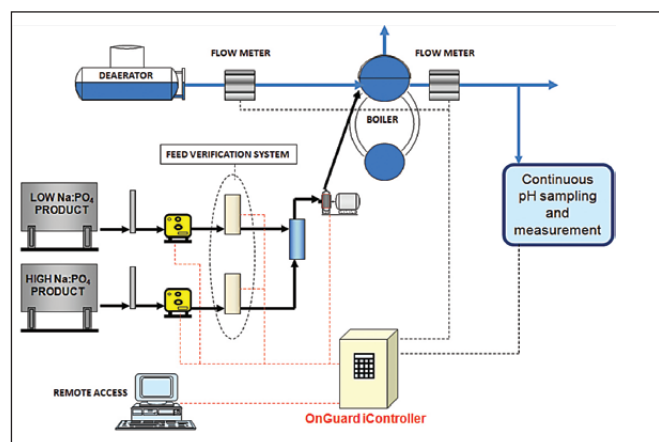 FLOW METER
FLOW METER
DEAERATOR
BOILER
FEED VERIFICATION SYSTEM
LOW Na:PO₄
PRODUCT
Continuous
pH sampling
and
measurement
HIGH Na:PO₄
PRODUCT
REMOTE ACCESS
OnGuard iController